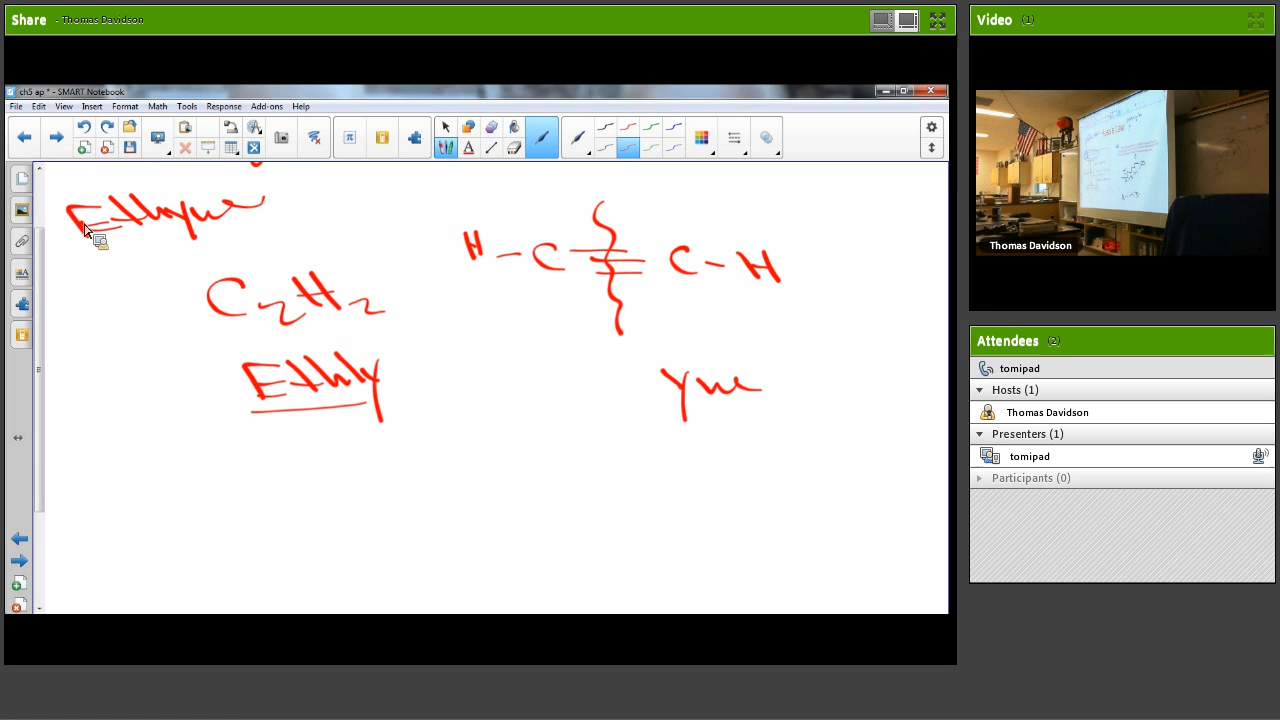 Share - Thomas Davidson
Video (1)
ch5 ap * - SMART Notebook
File Edit View Insert Format Math Tools Response Add-ons Help
Ethyne
H - C ≡ C - H
C2H2
Ethly
yne
Thomas Davidson
Attendees (2)
tomipad
Hosts (1)
Thomas Davidson
Presenters (1)
tomipad
Participants (0)